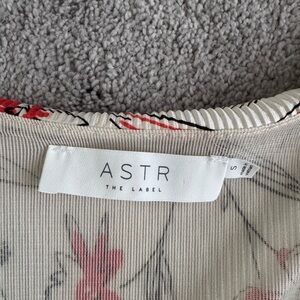 ASTR
THE LABEL
S